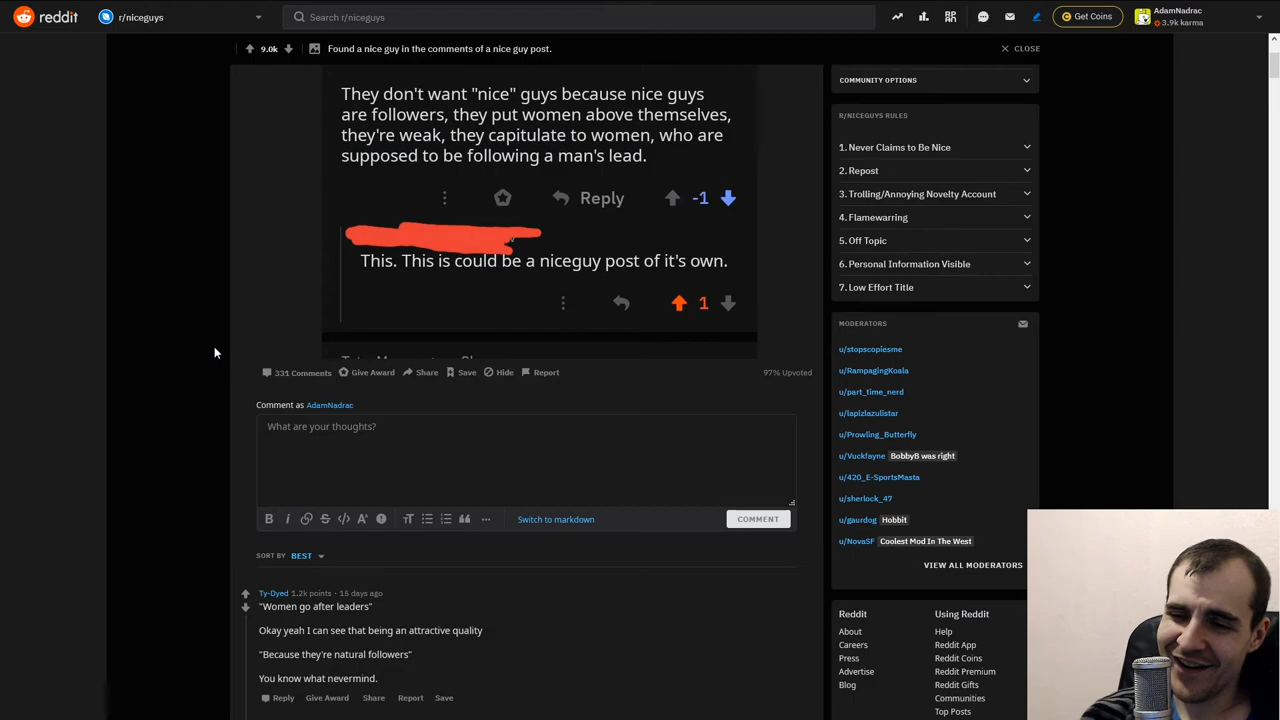 reddit
r/niceguys
Search r/niceguys
Get Coins
AdamNadrac
3.9k karma
9.0k
Found a nice guy in the comments of a nice guy post.
CLOSE
They don't want "nice" guys because nice guys
are followers, they put women above themselves,
they're weak, they capitulate to women, who are
supposed to be following a man's lead.
Reply
-1
This. This is could be a niceguy post of it's own.
1
331 Comments
Give Award
Share
Save
Hide
Report
97% Upvoted
Comment as AdamNadrac
What are your thoughts?
Switch to markdown
COMMENT
SORT BY BEST
Ty-Dyed 1.2k points · 15 days ago
"Women go after leaders"
Okay yeah I can see that being an attractive quality
"Because they're natural followers"
You know what nevermind.
Reply
Give Award
Share
Report
Save
COMMUNITY OPTIONS
R/NICEGUYS RULES
1. Never Claims to Be Nice
2. Repost
3. Trolling/Annoying Novelty Account
4. Flamewarring
5. Off Topic
6. Personal Information Visible
7. Low Effort Title
MODERATORS
u/stopscopiesme
u/RampagingKoala
u/part_time_nerd
u/lapizlazulistar
u/Prowling_Butterfly
u/Vuckfayne BobbyB was right
u/420_E-SportsMasta
u/sherlock_47
u/gaurdog Hobbit
u/NovaSF Coolest Mod In The West
VIEW ALL MODERATORS
Reddit
Using Reddit
About
Help
Careers
Reddit App
Press
Reddit Coins
Advertise
Reddit Premium
Blog
Reddit Gifts
Communities
Top Posts